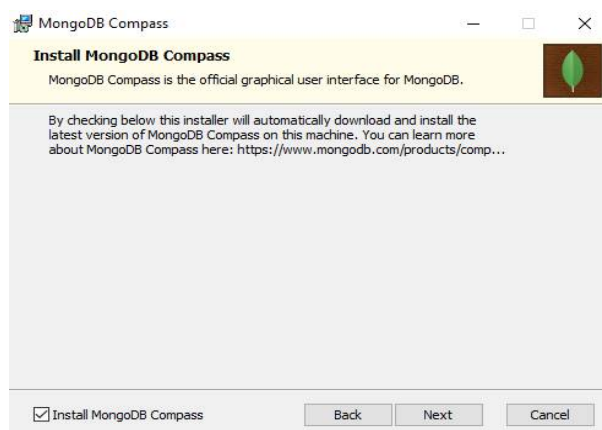 MongoDB Compass
Install MongoDB Compass
MongoDB Compass is the official graphical user interface for MongoDB.
By checking below this installer will automatically download and install the
latest version of MongoDB Compass on this machine. You can learn more
about MongoDB Compass here: https://www.mongodb.com/products/comp...
Install MongoDB Compass
Back
Next
Cancel